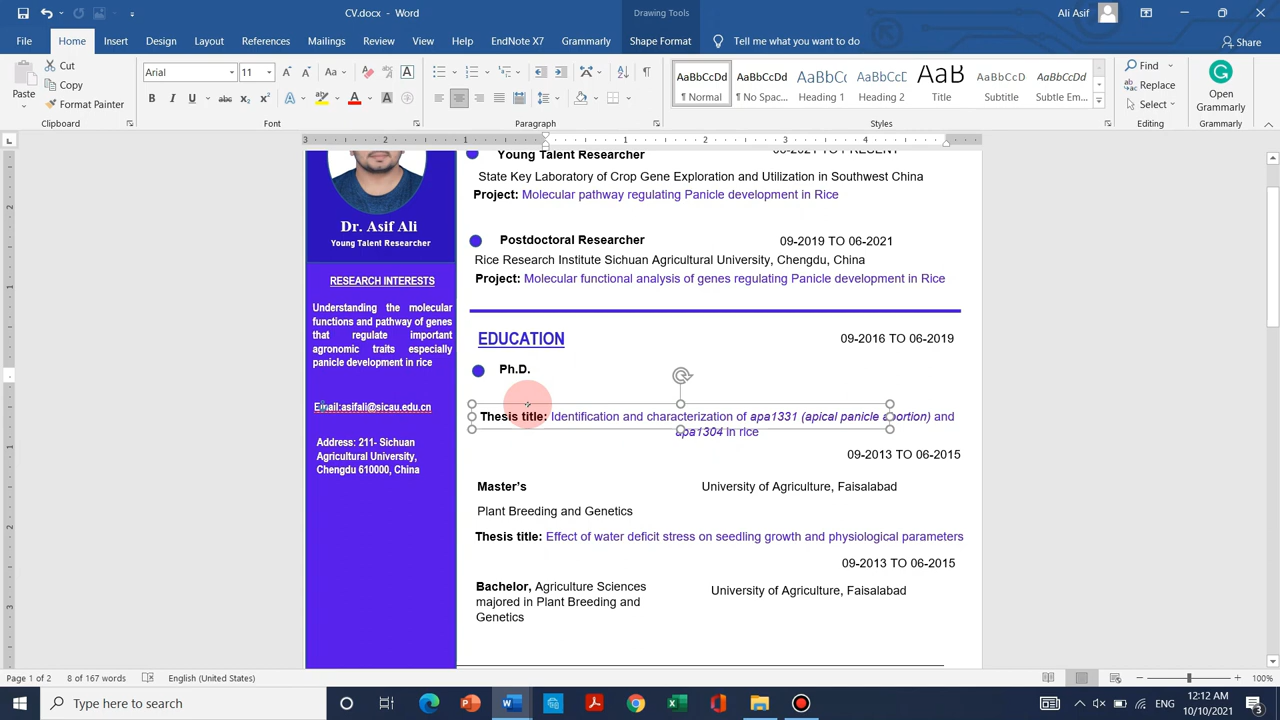 CV.docx - Word
Drawing Tools
Ali Asif
File
Home
Insert
Design
Layout
References
Mailings
Review
View
Help
EndNote X7
Grammarly
Shape Format
Tell me what you want to do
Share
Paste
Cut
Copy
Format Painter
Clipboard
Arial
11
Font
Paragraph
AaBbCcDd
¶ Normal
AaBbCcDd
¶ No Spac...
AaBbCc
Heading 1
AaBbCcD
Heading 2
AaB
Title
AaBbCcD
Subtitle
AaBbCcDd
Subtle Em...
Styles
Find
Replace
Select
Editing
Open
Grammarly
Grammarly
Dr. Asif Ali
Young Talent Researcher
RESEARCH INTERESTS
Understanding the molecular
functions and pathway of genes
that regulate important
agronomic traits especially
panicle development in rice
Email:asifali@sicau.edu.cn
Address: 211- Sichuan
Agricultural University,
Chengdu 610000, China
Young Talent Researcher
06-2021 TO PRESENT
State Key Laboratory of Crop Gene Exploration and Utilization in Southwest China
Project: Molecular pathway regulating Panicle development in Rice
Postdoctoral Researcher
09-2019 TO 06-2021
Rice Research Institute Sichuan Agricultural University, Chengdu, China
Project: Molecular functional analysis of genes regulating Panicle development in Rice
EDUCATION
09-2016 TO 06-2019
Ph.D.
Thesis title: Identification and characterization of apa1331 (apical panicle abortion) and
apa1304 in rice
09-2013 TO 06-2015
Master’s
University of Agriculture, Faisalabad
Plant Breeding and Genetics
Thesis title: Effect of water deficit stress on seedling growth and physiological parameters
09-2013 TO 06-2015
Bachelor, Agriculture Sciences
majored in Plant Breeding and
Genetics
University of Agriculture, Faisalabad
Page 1 of 2
8 of 167 words
English (United States)
100%
Type here to search
12:12 AM
10/10/2021